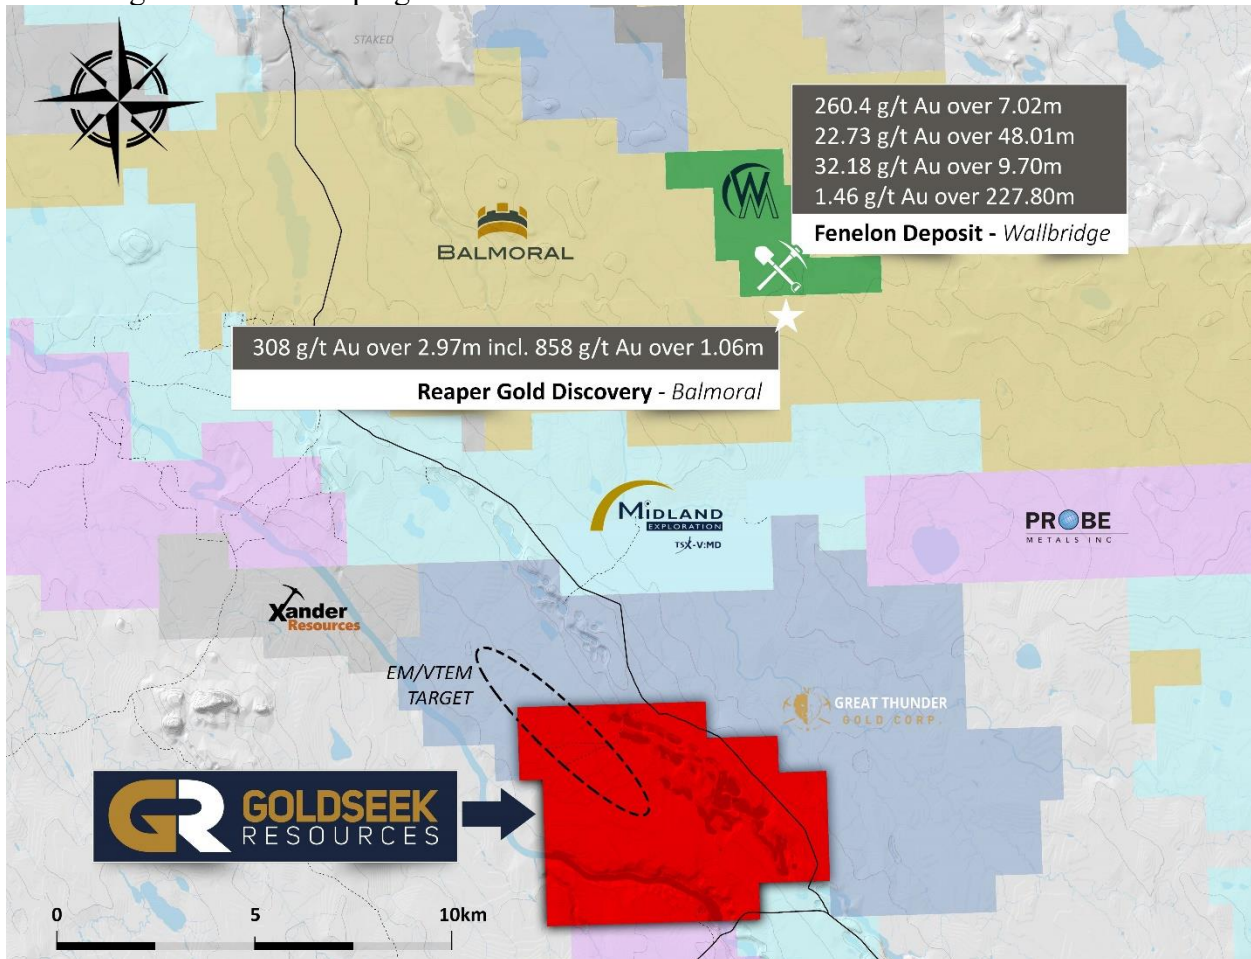 STAKED
260.4 g/t Au over 7.02m
22.73 g/t Au over 48.01m
32.18 g/t Au over 9.70m
1.46 g/t Au over 227.80m
Fenelon Deposit - Wallbridge
WM
BALMORAL
308 g/t Au over 2.97m incl. 858 g/t Au over 1.06m
Reaper Gold Discovery - Balmoral
MIDLAND
EXPLORATION
TSX-V:MD
PROBE
METALS INC
Xander
Resources
EM/VTEM
TARGET
GREAT THUNDER
GOLD CORP.
GR GOLDSEEK
RESOURCES
0 5 10km